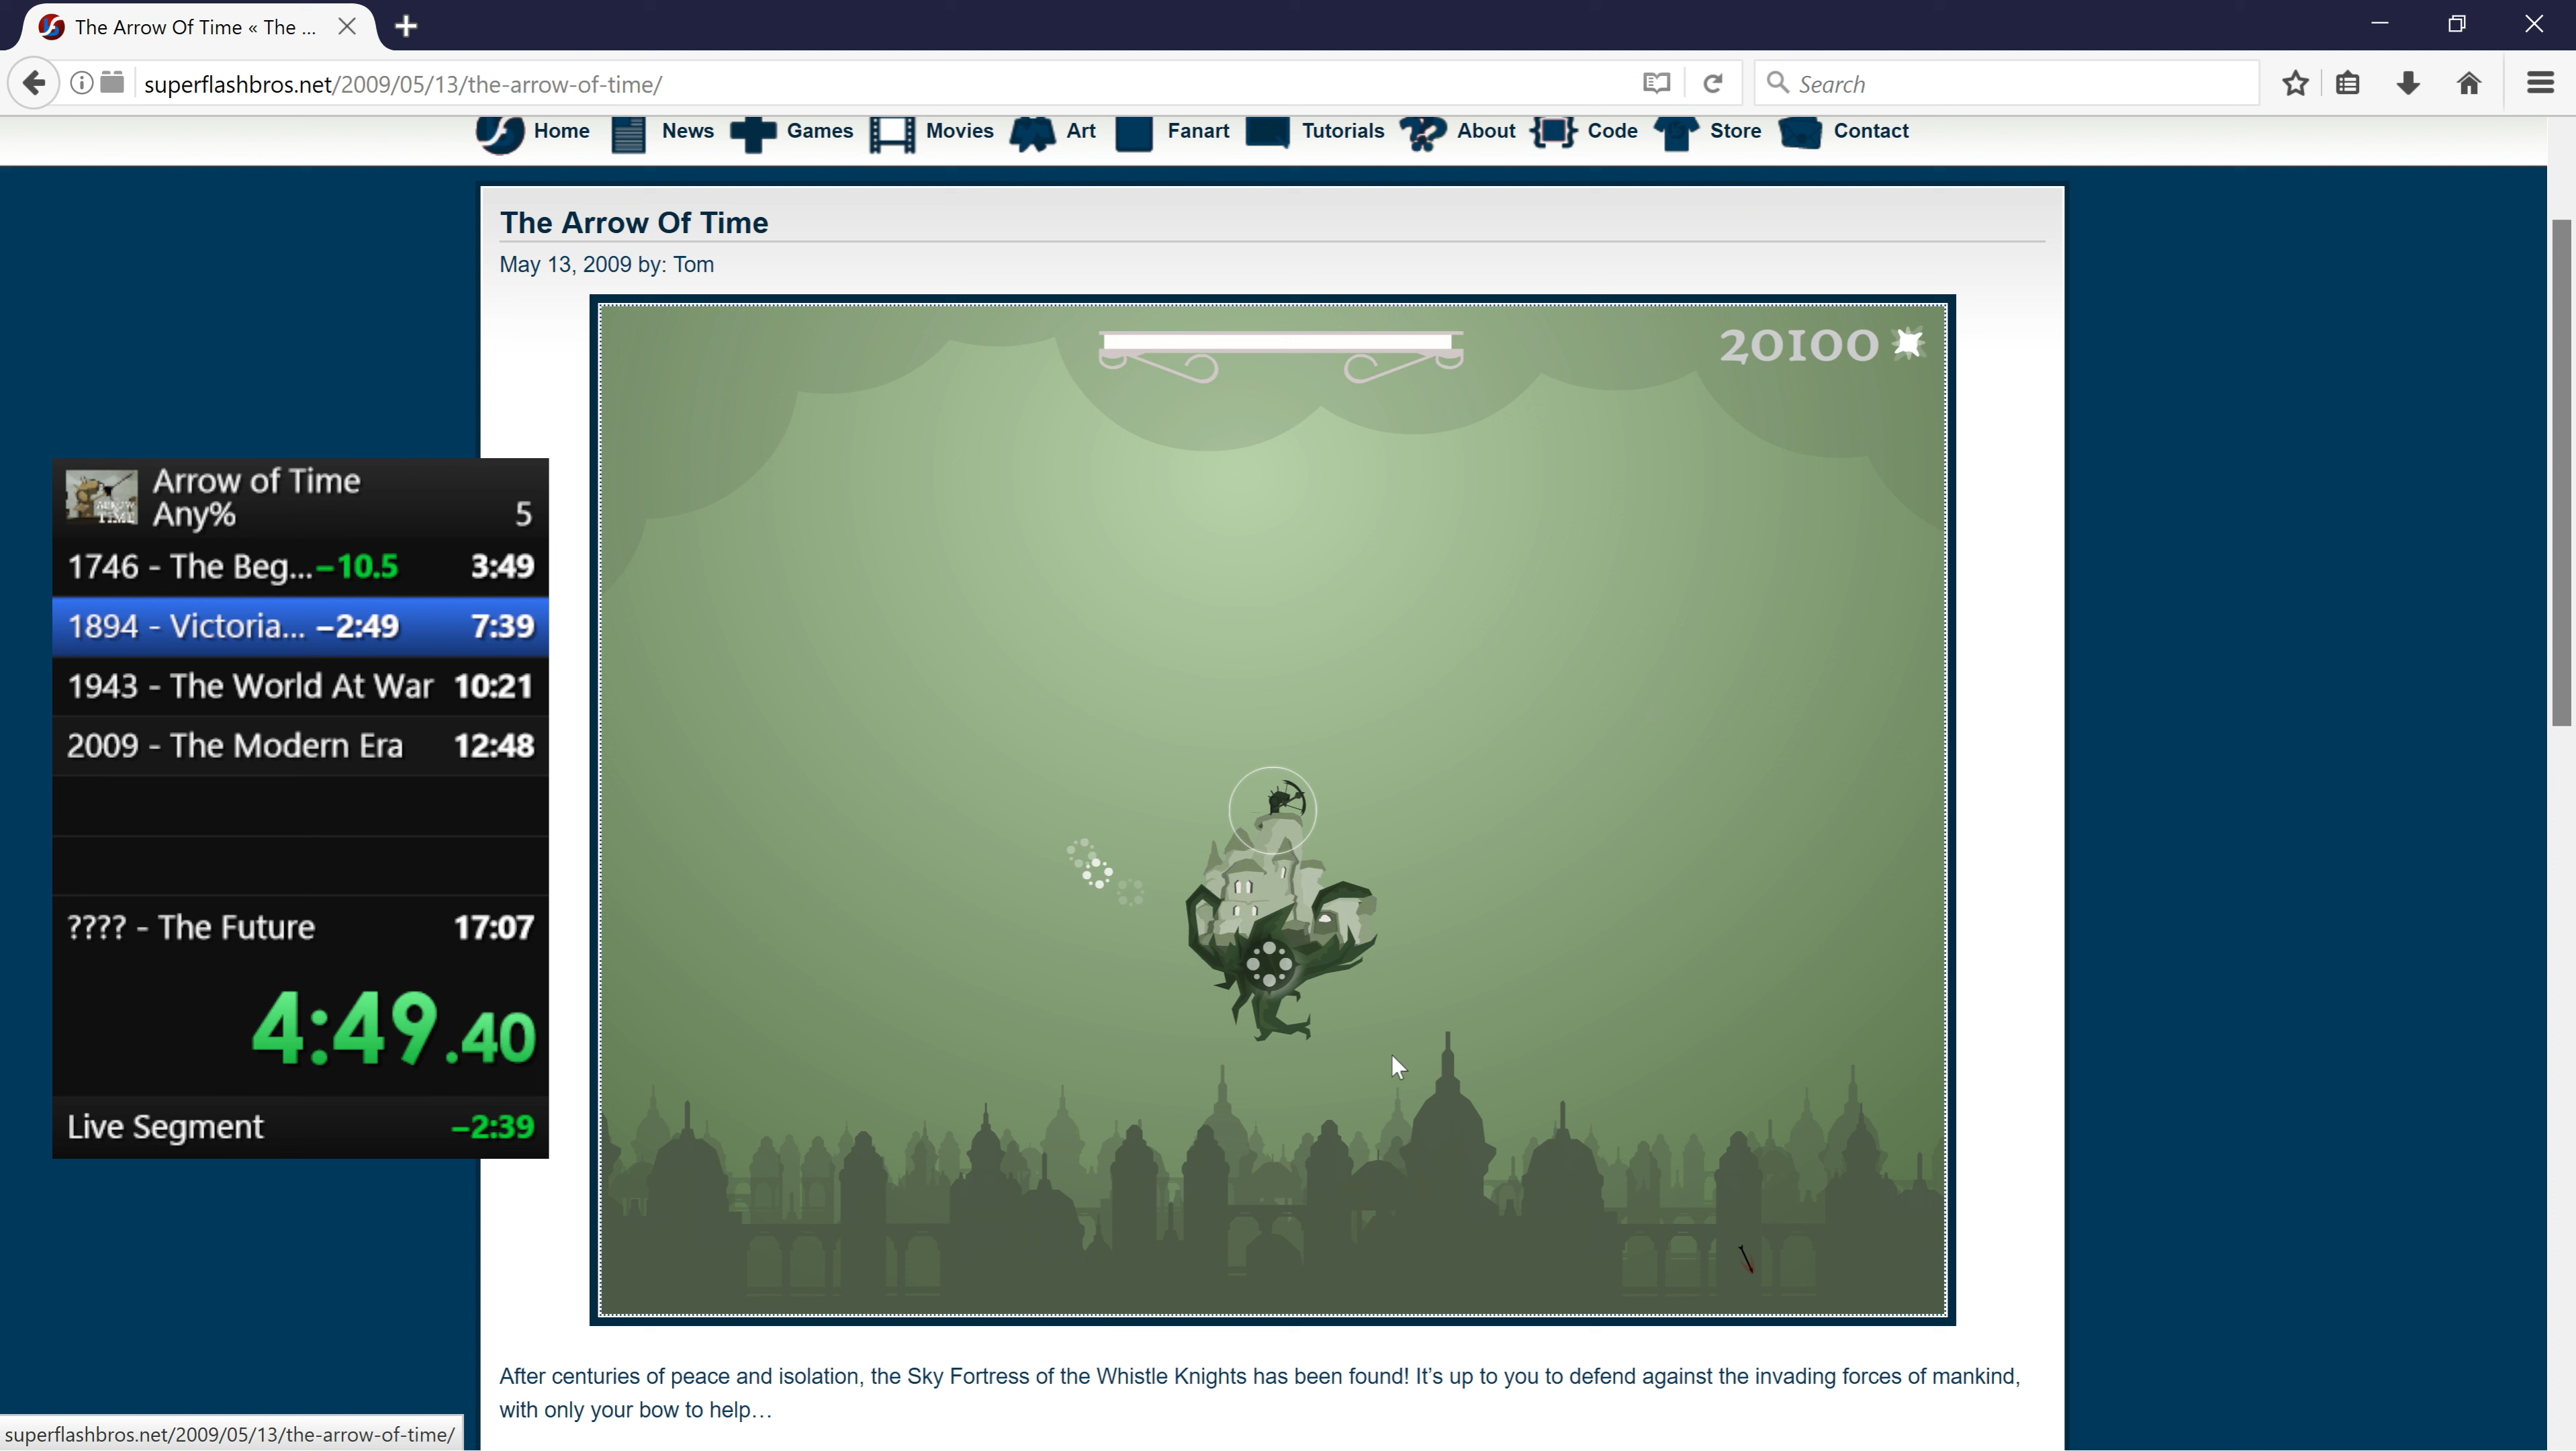 The Arrow Of Time « The ...
superflashbros.net/2009/05/13/the-arrow-of-time/
Search
Home News Games Movies Art Fanart Tutorials About Code Store Contact
The Arrow Of Time
May 13, 2009 by: Tom
20100
Arrow of Time
Any% 5
1746 - The Beg... −10.5 3:49
1894 - Victoria... −2:49 7:39
1943 - The World At War 10:21
2009 - The Modern Era 12:48
???? - The Future 17:07
4:49.40
Live Segment −2:39
After centuries of peace and isolation, the Sky Fortress of the Whistle Knights has been found! It’s up to you to defend against the invading forces of mankind,
with only your bow to help…
superflashbros.net/2009/05/13/the-arrow-of-time/